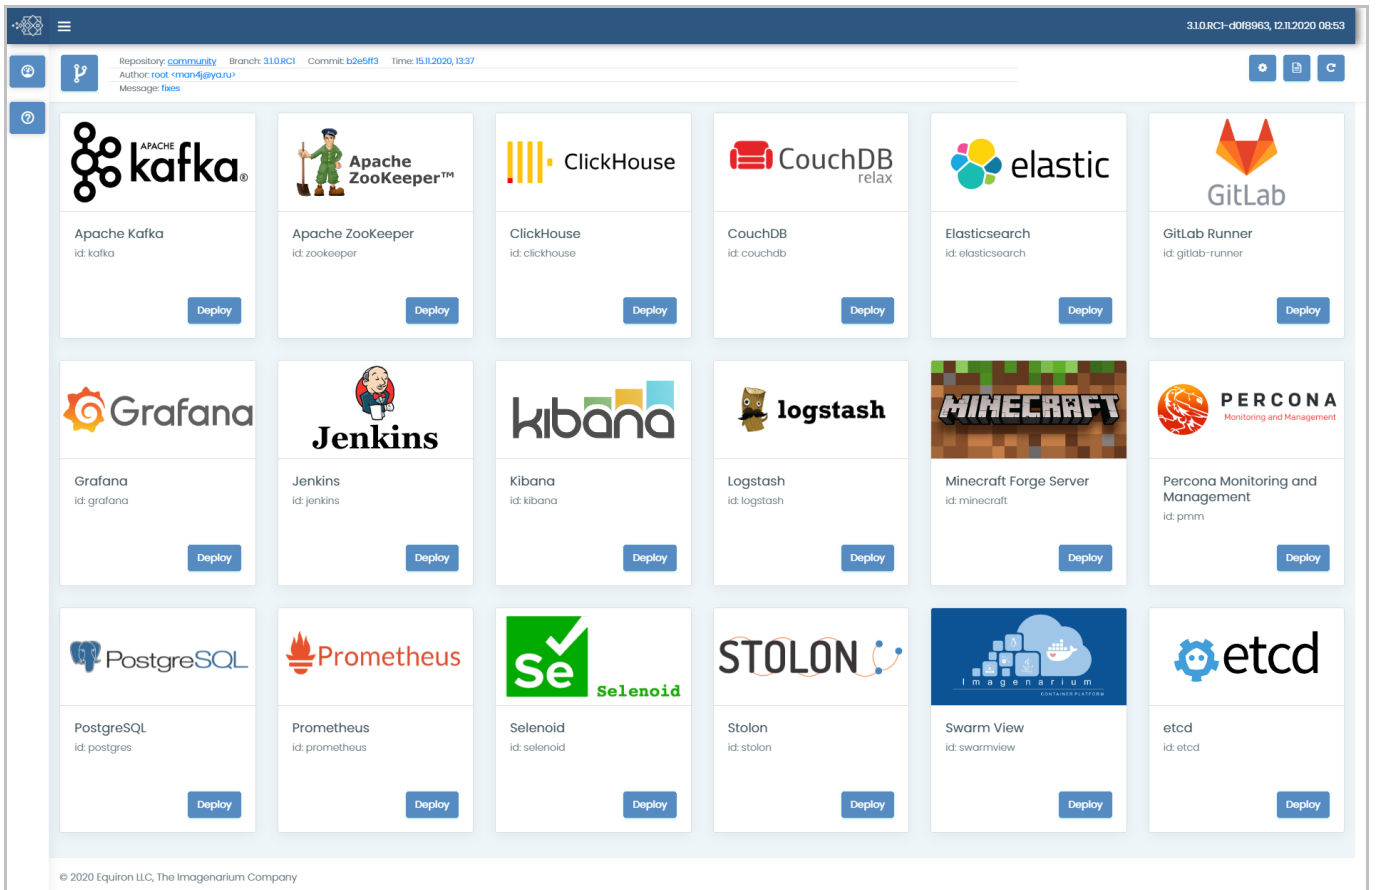 3.1.0.RC1-d0f8963, 12.11.2020 08:53
Repository: community Branch: 3.1.0.RC1 Commit: b2e5ff3 Time: 15.11.2020, 13:37
Author: root <man4j@ya.ru>
Message: fixes
APACHE kafka.®
Apache ZooKeeper™
ClickHouse
CouchDB relax
elastic
GitLab
Apache Kafka
id: kafka
Deploy
Apache ZooKeeper
id: zookeeper
Deploy
ClickHouse
id: clickhouse
Deploy
CouchDB
id: couchdb
Deploy
Elasticsearch
id: elasticsearch
Deploy
GitLab Runner
id: gitlab-runner
Deploy
Grafana
Jenkins
kibana
logstash
MINECRAFT
PERCONA
Monitoring and Management
Grafana
id: grafana
Deploy
Jenkins
id: jenkins
Deploy
Kibana
id: kibana
Deploy
Logstash
id: logstash
Deploy
Minecraft Forge Server
id: minecraft
Deploy
Percona Monitoring and
Management
id: pmm
Deploy
PostgreSQL
Prometheus
Se
Selenoid
STOLON
Imagenarium
CONTAINER PLATFORM
etcd
PostgreSQL
id: postgres
Deploy
Prometheus
id: prometheus
Deploy
Selenoid
id: selenoid
Deploy
Stolon
id: stolon
Deploy
Swarm View
id: swarmview
Deploy
etcd
id: etcd
Deploy
© 2020 Equiron LLC, The Imagenarium Company